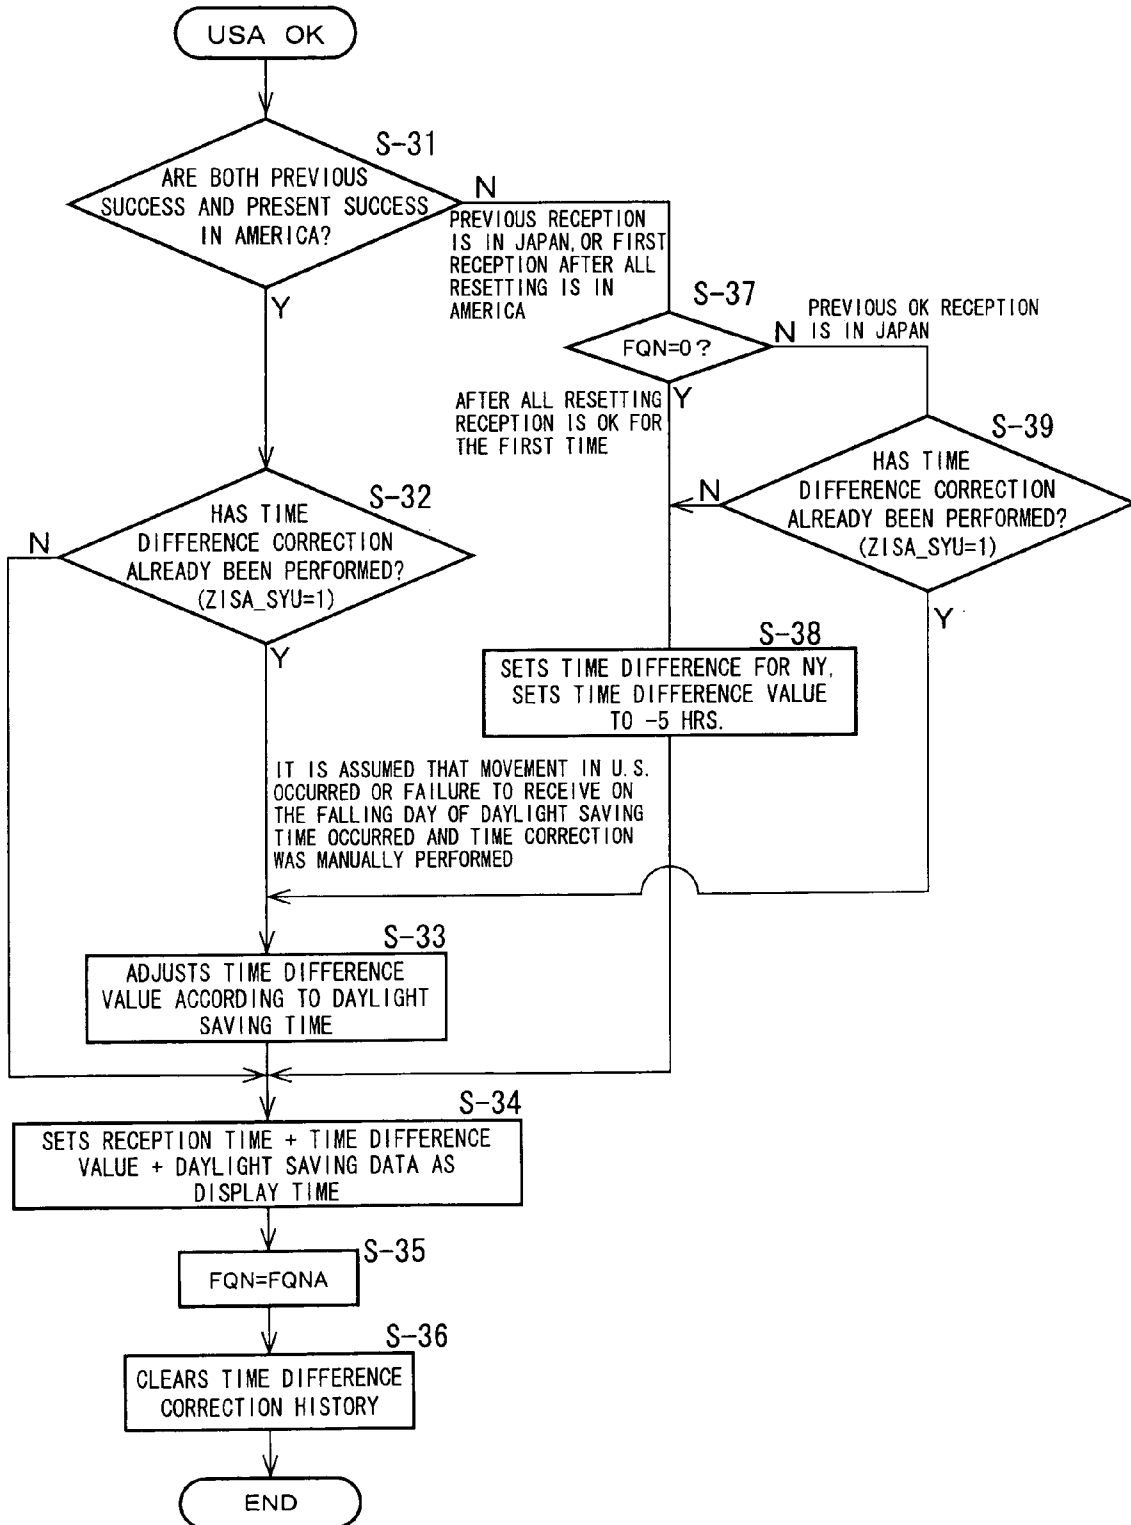 USA OK
S-31
ARE BOTH PREVIOUS
SUCCESS AND PRESENT SUCCESS
IN AMERICA?
N
PREVIOUS RECEPTION
IS IN JAPAN, OR FIRST
RECEPTION AFTER ALL
RESETTING IS IN
AMERICA
Y
S-37
FQN=0?
N
PREVIOUS OK RECEPTION
IS IN JAPAN
Y
AFTER ALL RESETTING
RECEPTION IS OK FOR
THE FIRST TIME
S-39
HAS TIME
DIFFERENCE CORRECTION
ALREADY BEEN PERFORMED?
(ZISA_SYU=1)
N
Y
S-32
HAS TIME
DIFFERENCE CORRECTION
ALREADY BEEN PERFORMED?
(ZISA_SYU=1)
N
Y
S-38
SETS TIME DIFFERENCE FOR NY,
SETS TIME DIFFERENCE VALUE
TO -5 HRS.
IT IS ASSUMED THAT MOVEMENT IN U.S.
OCCURRED OR FAILURE TO RECEIVE ON
THE FALLING DAY OF DAYLIGHT SAVING
TIME OCCURRED AND TIME CORRECTION
WAS MANUALLY PERFORMED
S-33
ADJUSTS TIME DIFFERENCE
VALUE ACCORDING TO DAYLIGHT
SAVING TIME
S-34
SETS RECEPTION TIME + TIME DIFFERENCE
VALUE + DAYLIGHT SAVING DATA AS
DISPLAY TIME
S-35
FQN=FQNA
S-36
CLEARS TIME DIFFERENCE
CORRECTION HISTORY
END